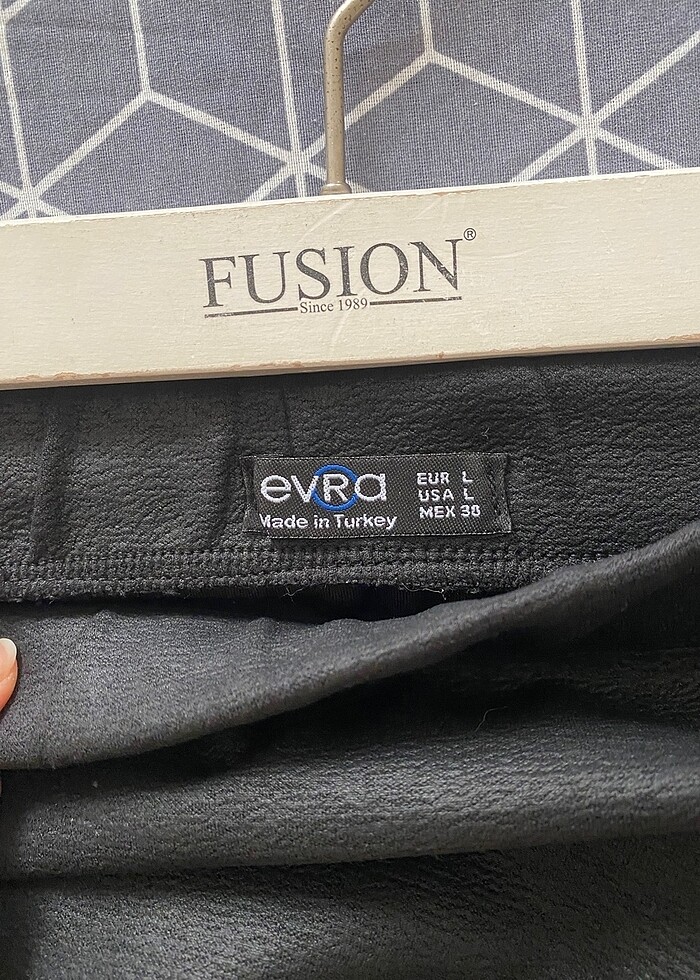 FUSION®
Since 1989
evRa
Made in Turkey
EUR L
USA L
MEX 38